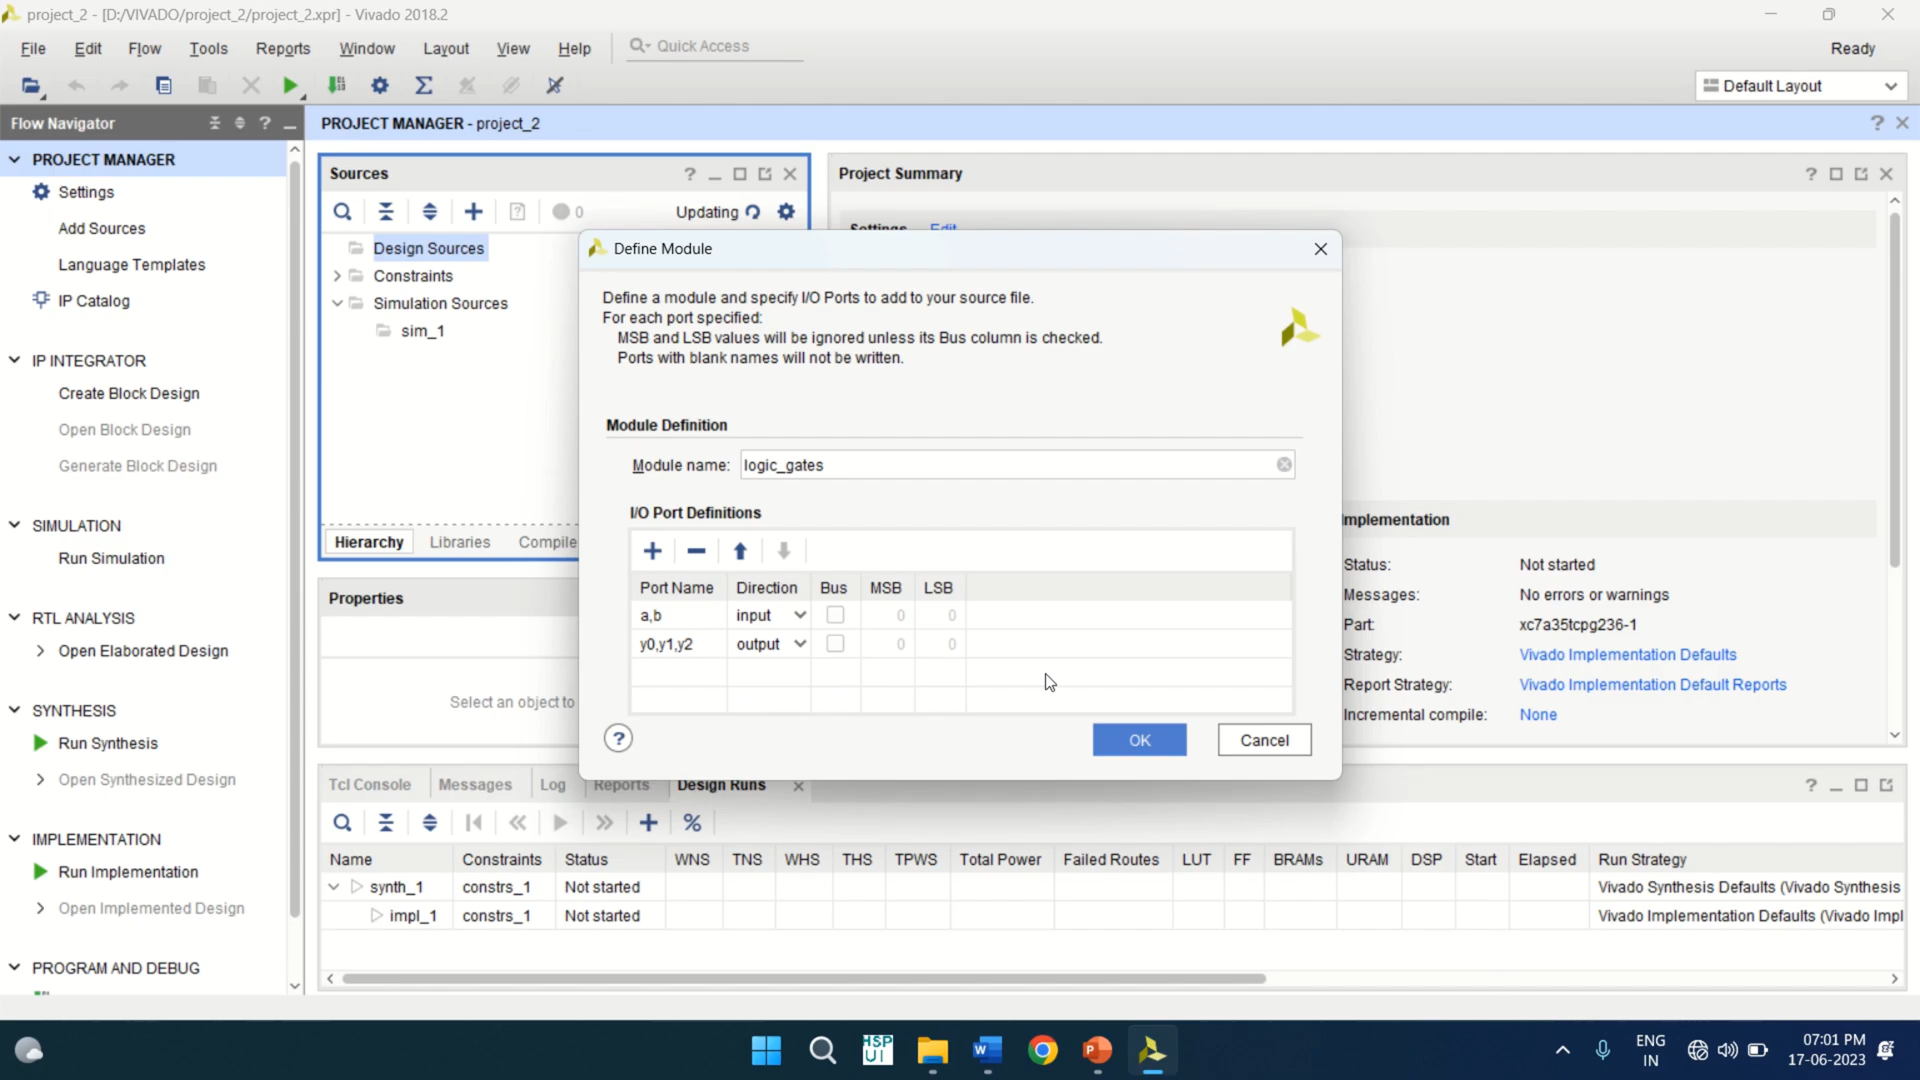 project_2 - [D:/VIVADO/project_2/project_2.xpr] - Vivado 2018.2
File Edit Flow Tools Reports Window Layout View Help Quick Access Ready
Default Layout
Flow Navigator
PROJECT MANAGER - project_2
PROJECT MANAGER
Settings
Add Sources
Language Templates
IP Catalog
IP INTEGRATOR
Create Block Design
Open Block Design
Generate Block Design
SIMULATION
Run Simulation
RTL ANALYSIS
Open Elaborated Design
SYNTHESIS
Run Synthesis
Open Synthesized Design
IMPLEMENTATION
Run Implementation
Open Implemented Design
PROGRAM AND DEBUG
Sources
0 Updating
Design Sources
Constraints
Simulation Sources
sim_1
Hierarchy Libraries Compile
Properties
Select an object to
Project Summary
Settings Edit
Define Module
Define a module and specify I/O Ports to add to your source file.
For each port specified:
MSB and LSB values will be ignored unless its Bus column is checked.
Ports with blank names will not be written.
Module Definition
Module name: logic_gates
I/O Port Definitions
Port Name Direction Bus MSB LSB
a,b input 0 0
y0,y1,y2 output 0 0
OK Cancel
Implementation
Status: Not started
Messages: No errors or warnings
Part: xc7a35tcpg236-1
Strategy: Vivado Implementation Defaults
Report Strategy: Vivado Implementation Default Reports
Incremental compile: None
Tcl Console Messages Log Reports Design Runs
Name Constraints Status WNS TNS WHS THS TPWS Total Power Failed Routes LUT FF BRAMs URAM DSP Start Elapsed Run Strategy
synth_1 constrs_1 Not started Vivado Synthesis Defaults (Vivado Synthesis
impl_1 constrs_1 Not started Vivado Implementation Defaults (Vivado Impl
HSP
UI
ENG
IN
07:01 PM
17-06-2023